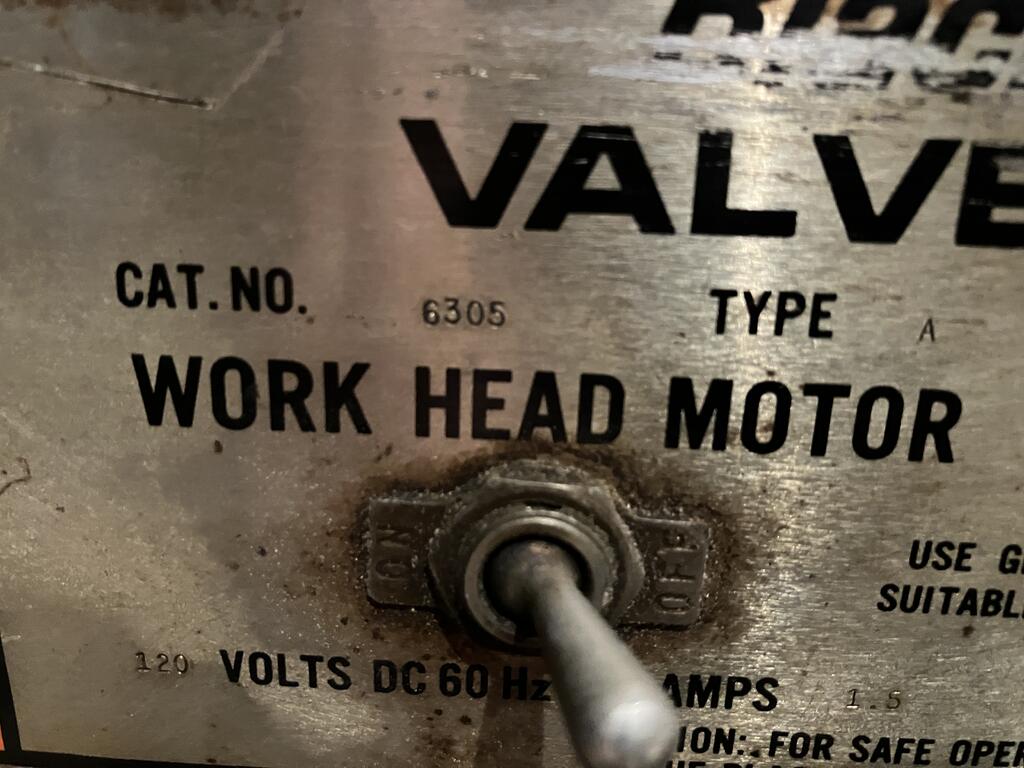 VALVE
CAT. NO. 6305 TYPE A
WORK HEAD MOTOR
ON OFF
USE
SUITABL
120 VOLTS DC 60 Hz AMPS 1.5
ION: FOR SAFE OPER